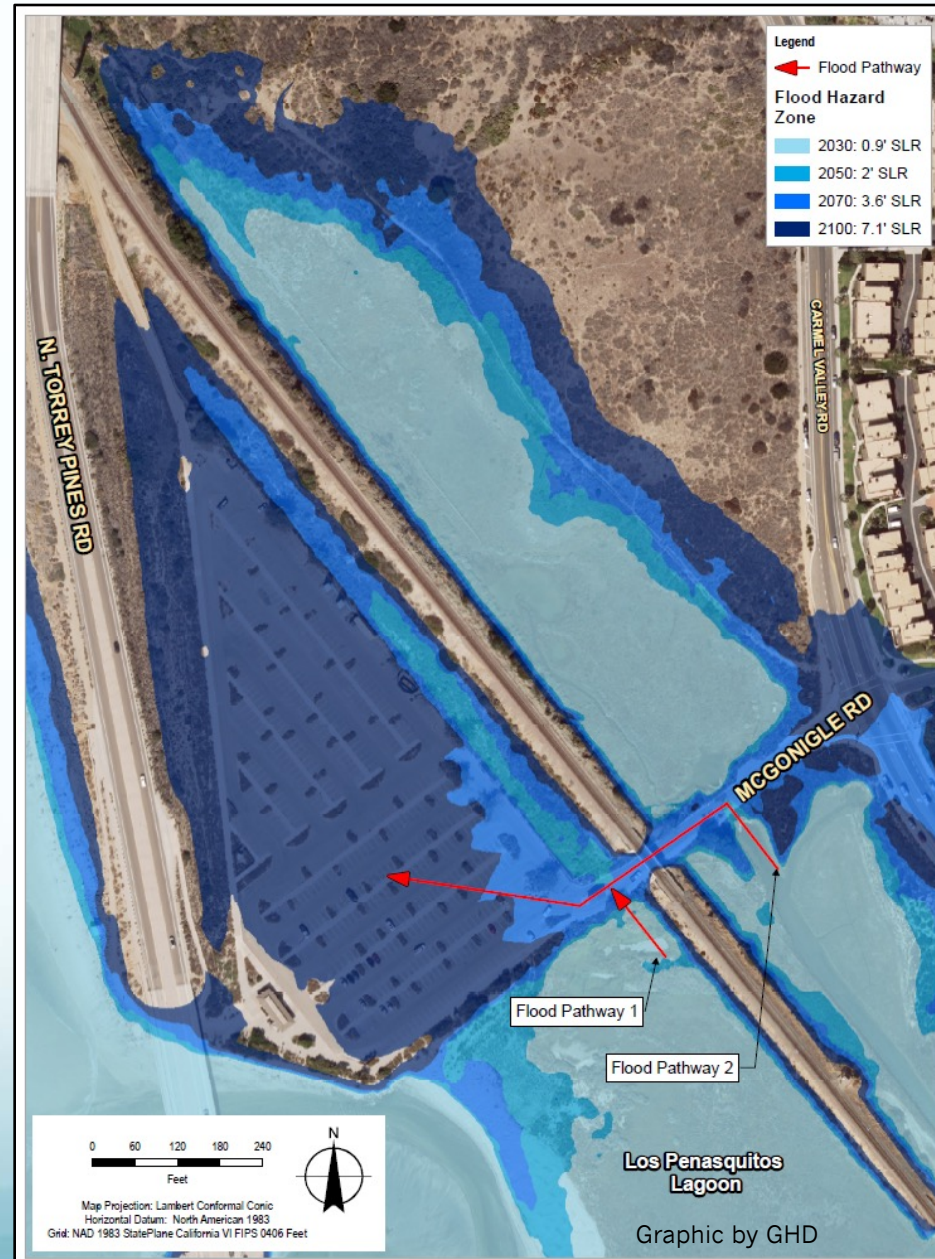 Legend
Flood Pathway
Flood Hazard
Zone
2030: 0.9' SLR
2050: 2' SLR
2070: 3.6' SLR
2100: 7.1' SLR
CARMEL VALLEY RD
N. TORREY PINES RD
MCGONIGLE RD
Flood Pathway 1
Flood Pathway 2
Los Penasquitos
Lagoon
0 60 120 180 240
Feet
N
Map Projection: Lambert Conformal Conic
Horizontal Datum: North American 1983
Grid: NAD 1983 StatePlane California VI FIPS 0406 Feet
Graphic by GHD